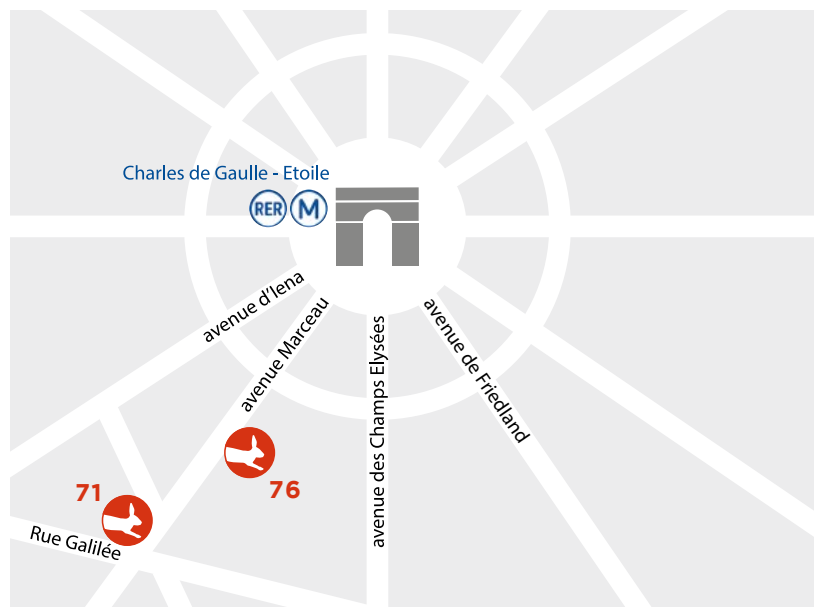 Charles de Gaulle - Etoile
RER M
avenue d'Iena
avenue Marceau
avenue des Champs Elysées
avenue de Friedland
71
76
Rue Galilée